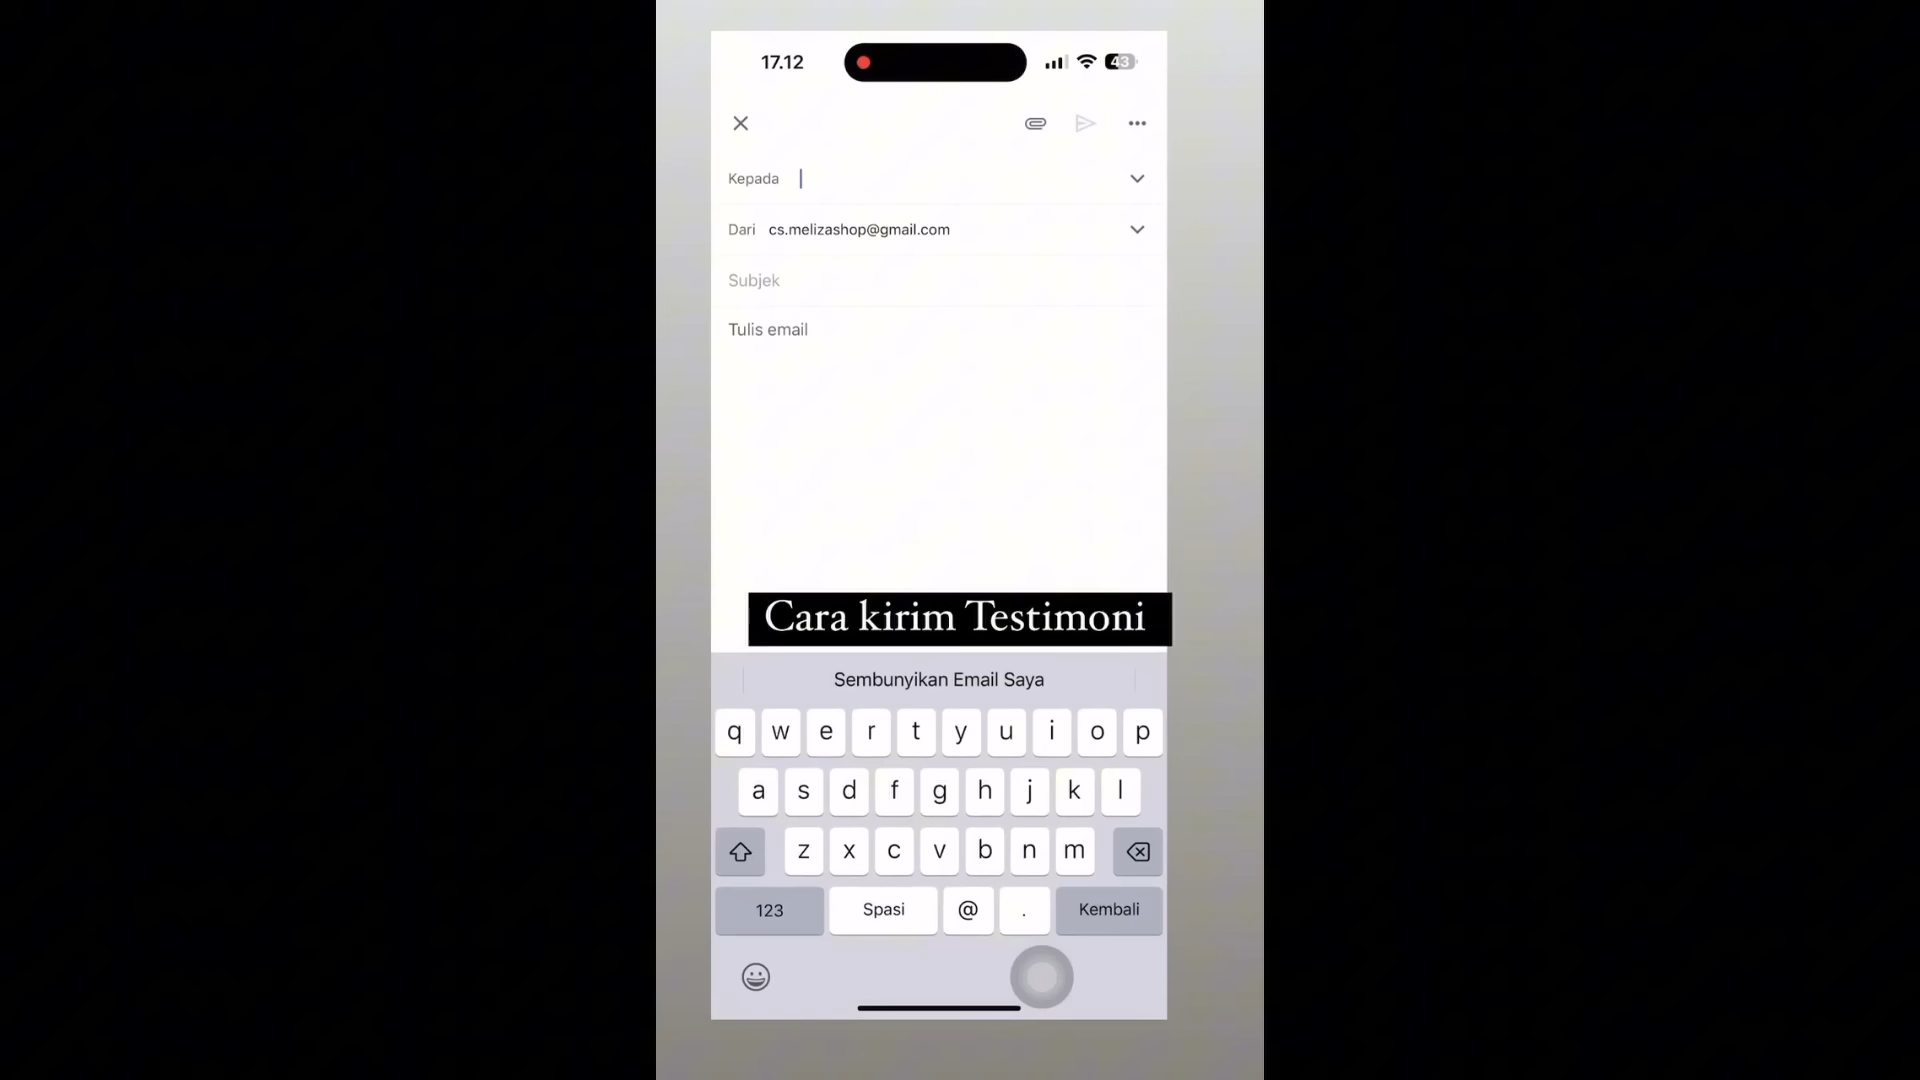 17.12
43
Kepada
Dari cs.melizashop@gmail.com
Subjek
Tulis email
Cara kirim Testimoni
Sembunyikan Email Saya
q w e r t y u i o p
a s d f g h j k l
z x c v b n m
123 Spasi @ . Kembali